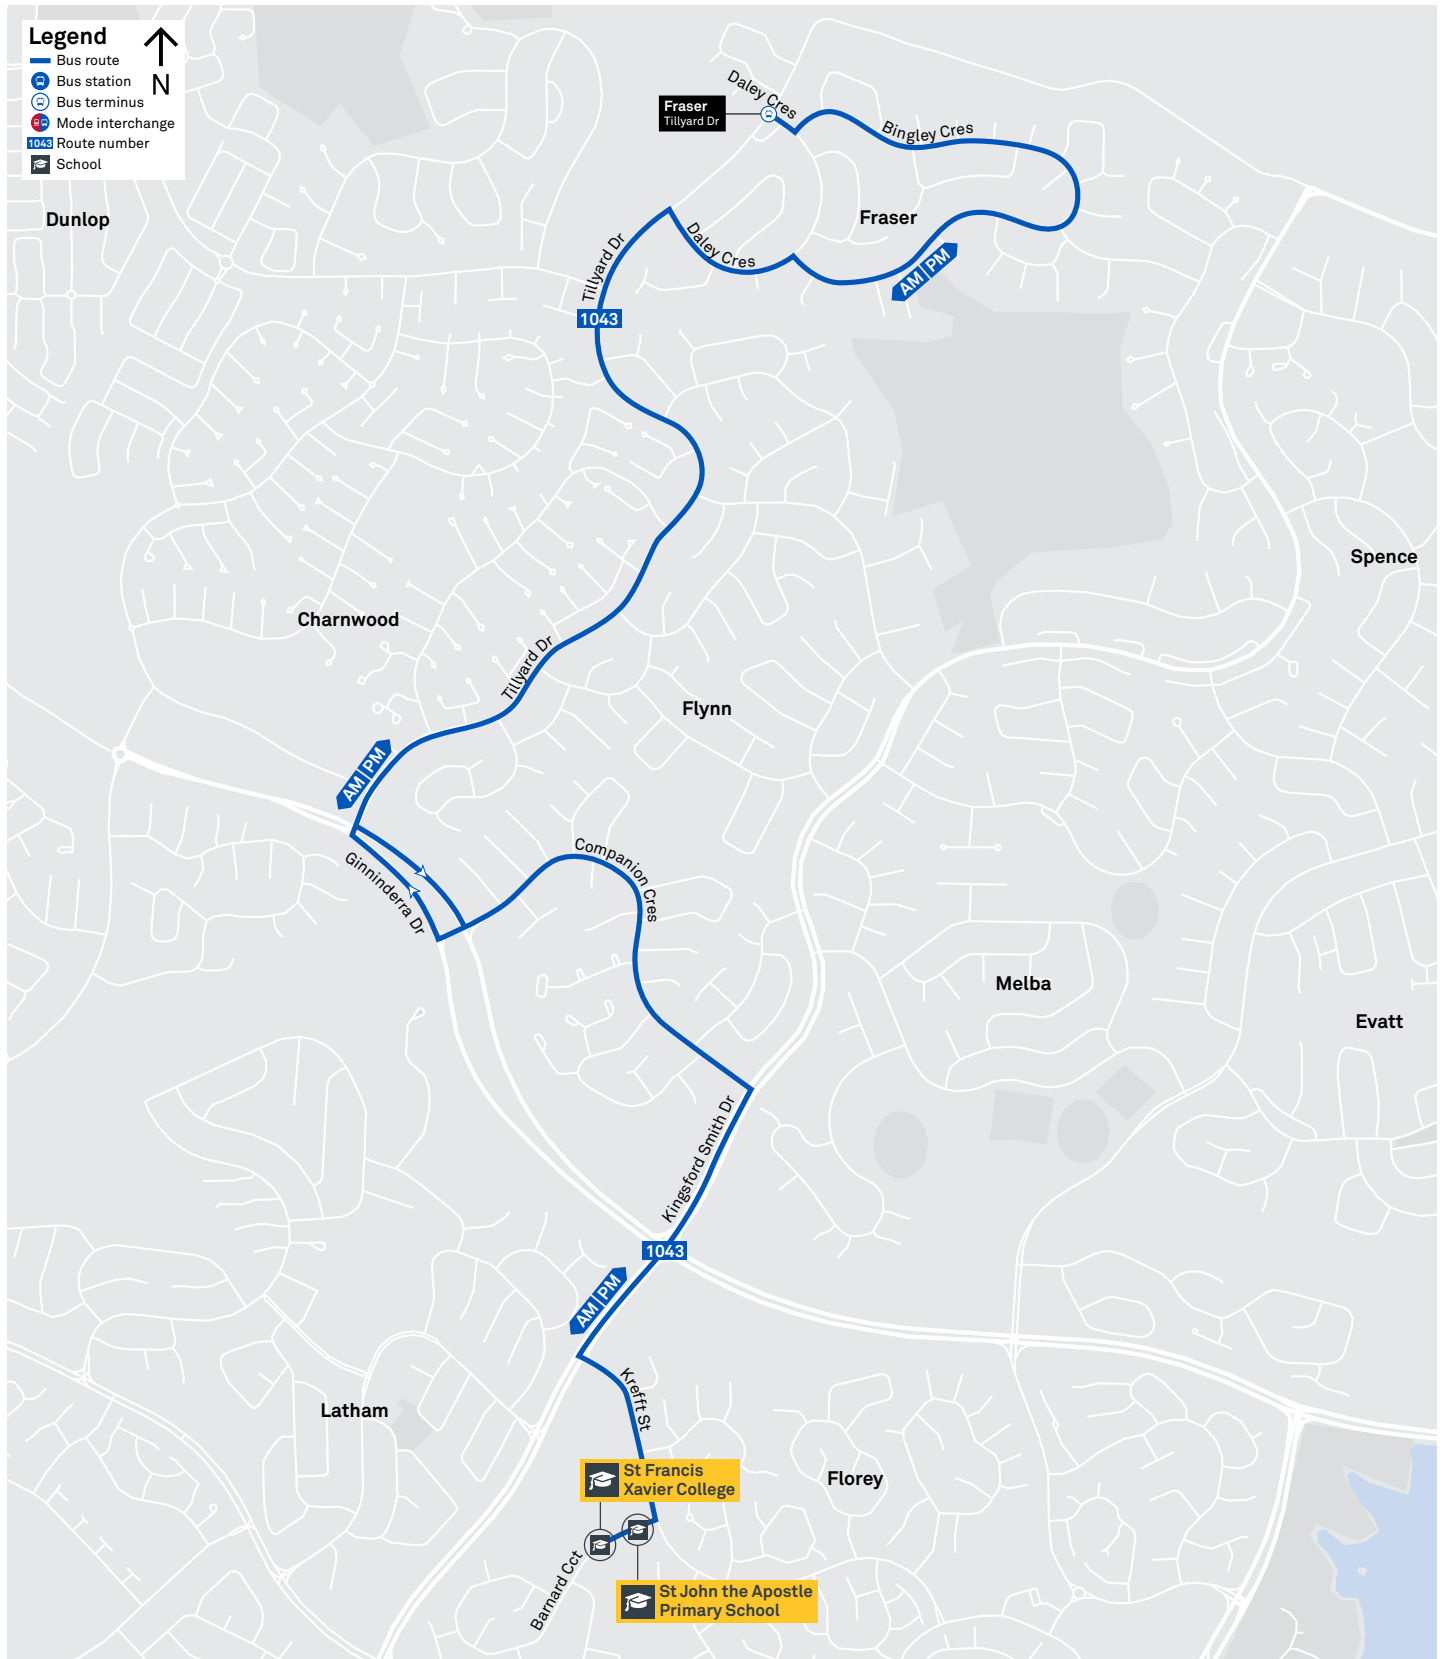 Legend
N
Bus route
Bus station
Bus terminus
Mode interchange
1043 Route number
School
Daley Cres
Fraser
Tillyard Dr
Bingley Cres
Dunlop
Fraser
Tillyard Dr
Daley Cres
AM | PM
1043
Spence
Charnwood
Tillyard Dr
Flynn
AM | PM
Companion Cres
Ginninderra Dr
Melba
Evatt
Kingsford Smith Dr
1043
AM | PM
Krefft St
Latham
St Francis
Xavier College
Florey
Barnard Cct
St John the Apostle
Primary School